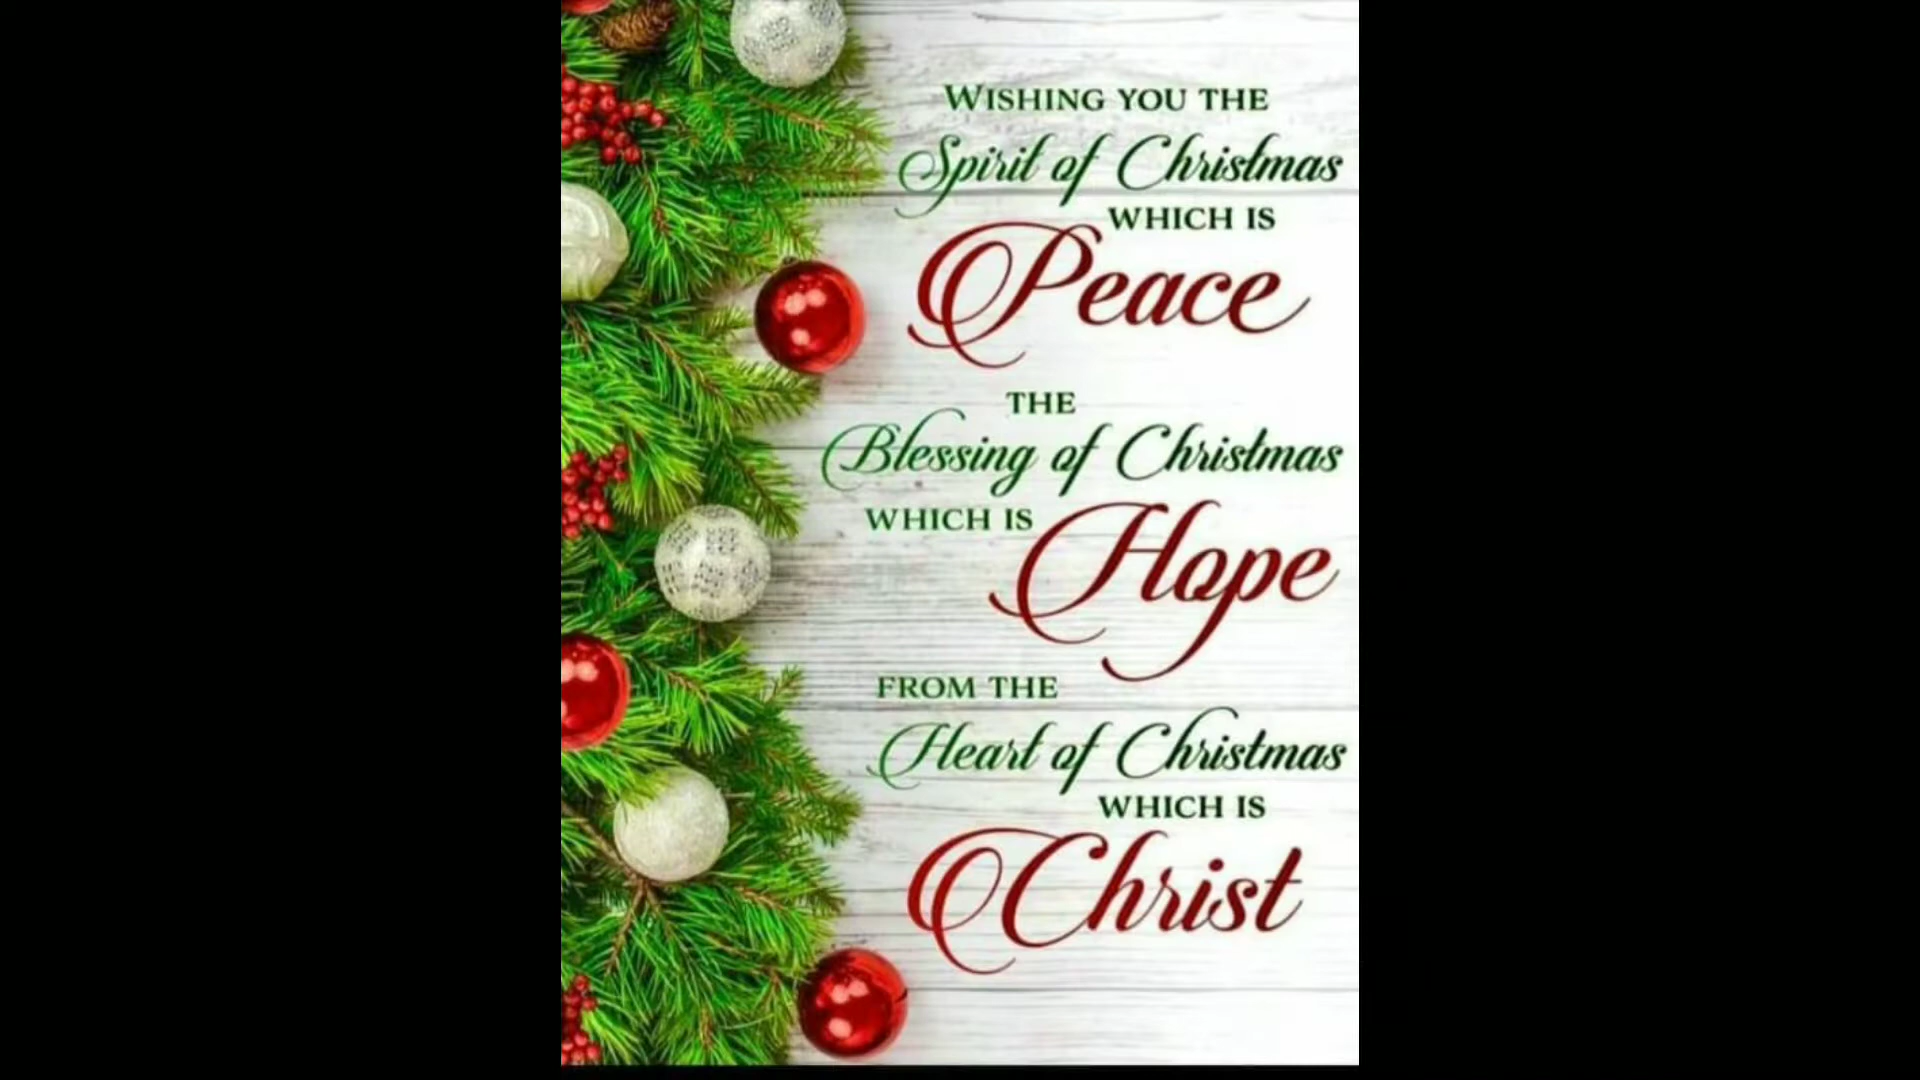 WISHING YOU THE
Spirit of Christmas
WHICH IS
Peace
THE
Blessing of Christmas
WHICH IS
Hope
FROM THE
Heart of Christmas
WHICH IS
Christ